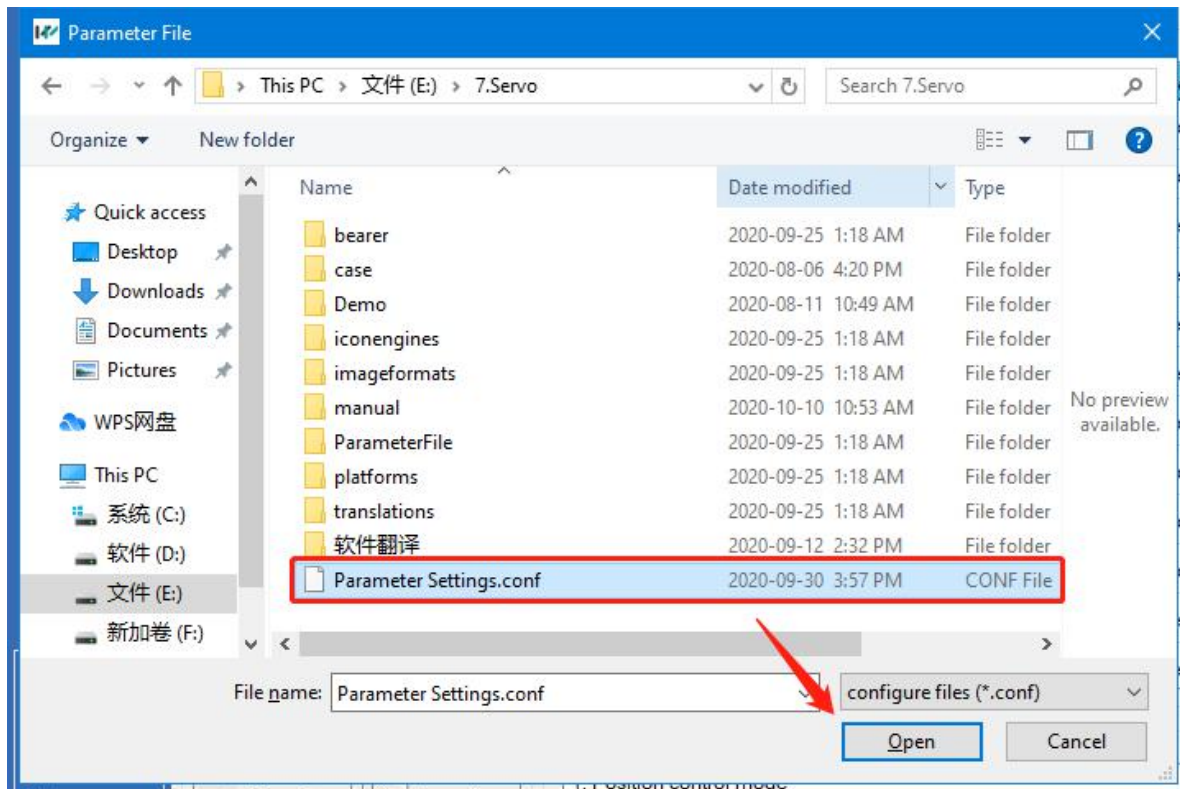 Parameter File
This PC > 文件 (E:) > 7.Servo
Search 7.Servo
Organize
New folder
Name
Date modified
Type
Quick access
Desktop
Downloads
Documents
Pictures
WPS网盘
This PC
系统 (C:)
软件 (D:)
文件 (E:)
新加卷 (F:)
bearer 2020-09-25 1:18 AM File folder
case 2020-08-06 4:20 PM File folder
Demo 2020-08-11 10:49 AM File folder
iconengines 2020-09-25 1:18 AM File folder
imageformats 2020-09-25 1:18 AM File folder
manual 2020-10-10 10:53 AM File folder
ParameterFile 2020-09-25 1:18 AM File folder
platforms 2020-09-25 1:18 AM File folder
translations 2020-09-25 1:18 AM File folder
软件翻译 2020-09-12 2:32 PM File folder
Parameter Settings.conf 2020-09-30 3:57 PM CONF File
No preview
available.
File name: Parameter Settings.conf
configure files (*.conf)
Open
Cancel
Position control mode